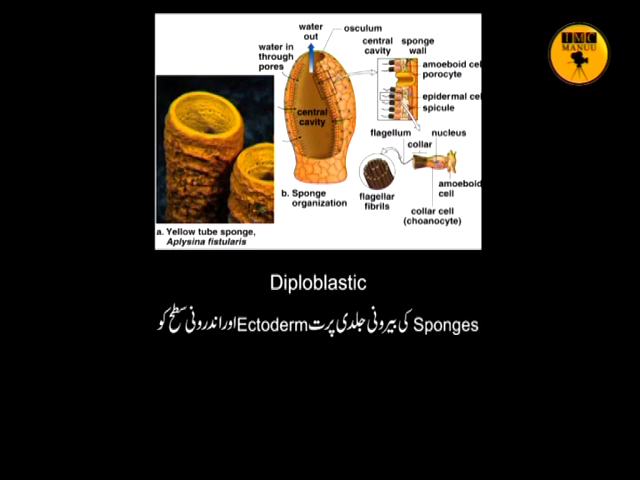 water
out
osculum
water in
through
pores
central
cavity
sponge
wall
amoeboid cel
porocyte
epidermal cel
spicule
central
cavity
flagellum
nucleus
collar
amoeboid
cell
flagellar
fibrils
collar cell
(choanocyte)
b. Sponge
organization
a. Yellow tube sponge,
Aplysina fistularis
IMC
MANUU
Diploblastic
Sponges کی بیرونی جلدی پرت Ectoderm اور اندرونی سطح کو